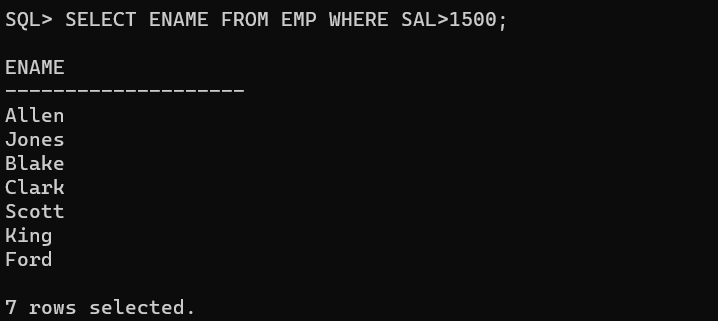 SQL> SELECT ENAME FROM EMP WHERE SAL>1500;
ENAME
--------------------
Allen
Jones
Blake
Clark
Scott
King
Ford
7 rows selected.